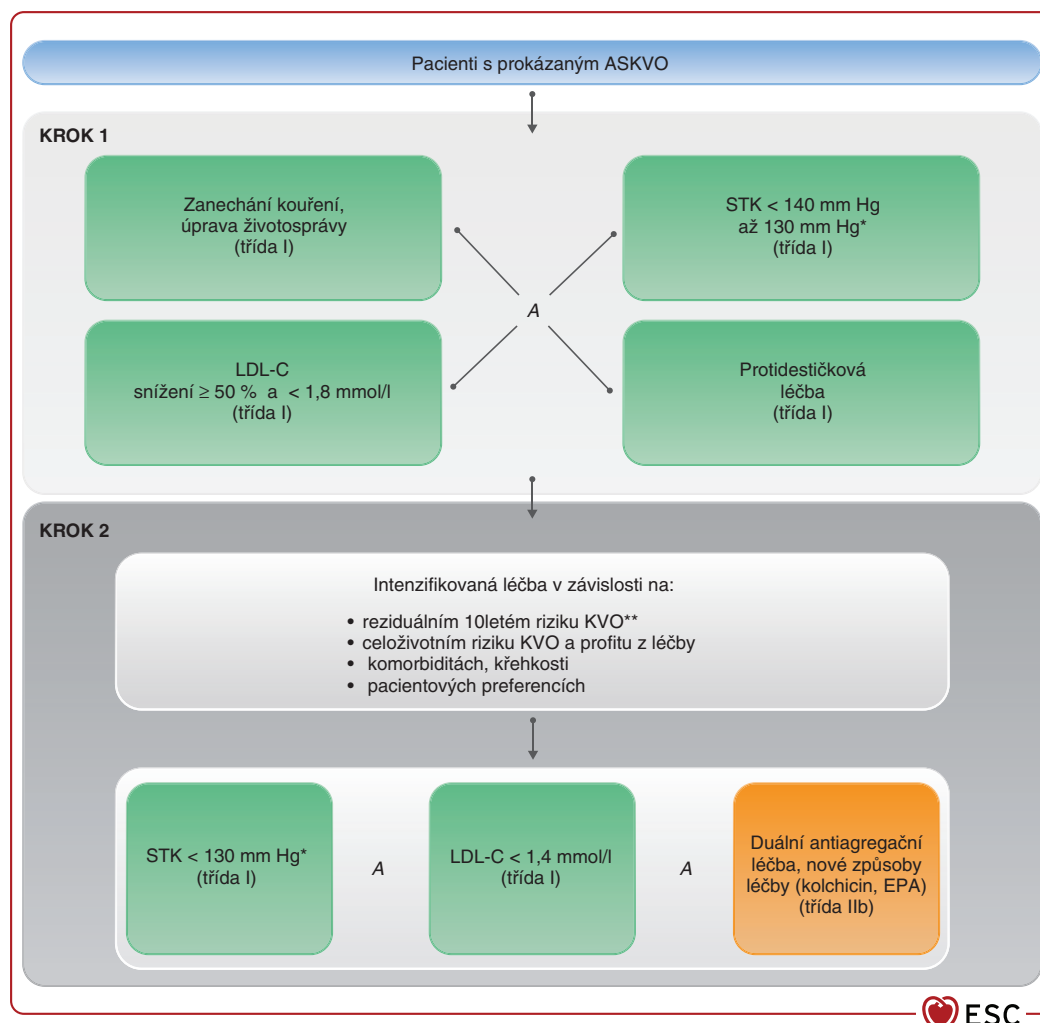 Pacienti s prokázaným ASKVO
KROK 1
Zanechání kouření,
úprava životosprávy
(třída I)
STK < 140 mm Hg
až 130 mm Hg*
(třída I)
A
LDL-C
snížení ≥ 50 % a < 1,8 mmol/l
(třída I)
Protidestičková
léčba
(třída I)
KROK 2
Intenzifikovaná léčba v závislosti na:
• reziduálním 10letém riziku KVO**
• celoživotním riziku KVO a profitu z léčby
• komorbiditách, křehkosti
• pacientových preferencích
STK < 130 mm Hg*
(třída I)
A
LDL-C < 1,4 mmol/l
(třída I)
A
Duální antiagregační
léčba, nové způsoby
léčby (kolchicin, EPA)
(třída IIb)
ESC